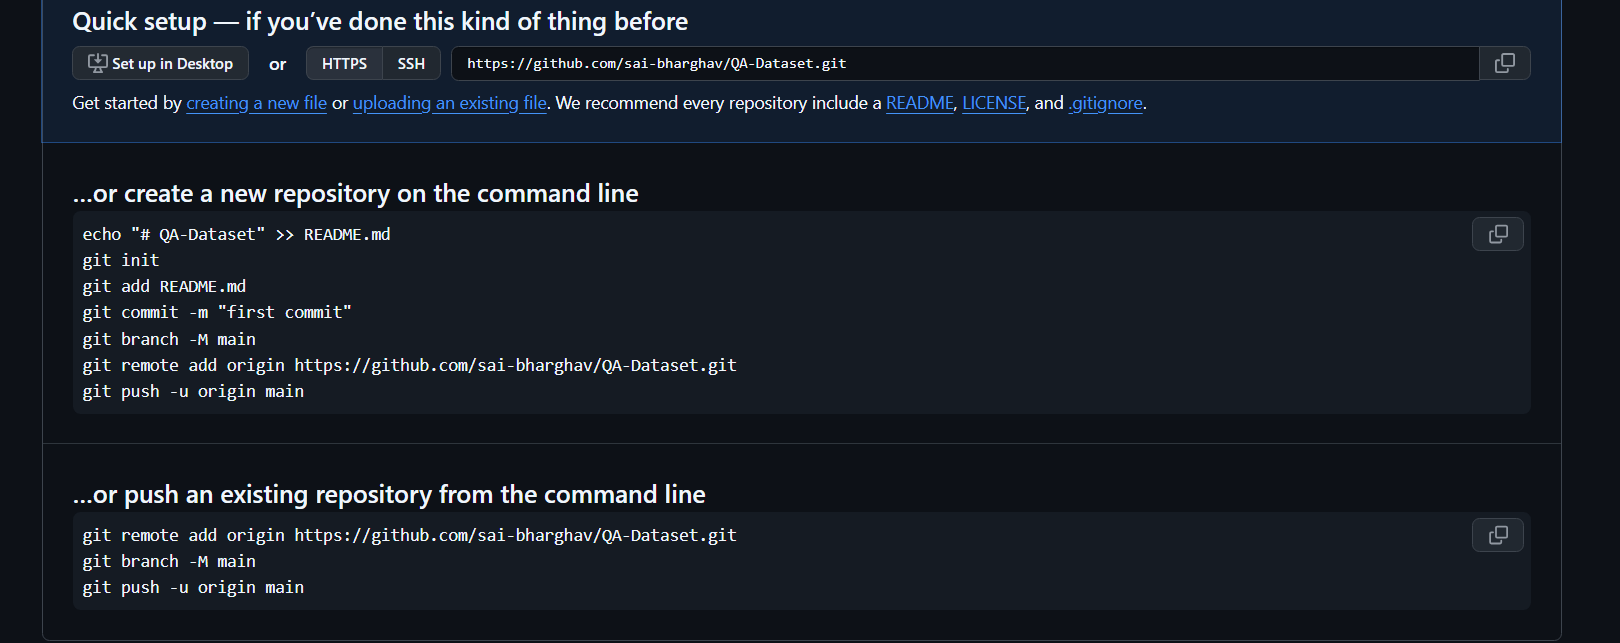 Quick setup — if you’ve done this kind of thing before
Set up in Desktop or HTTPS SSH https://github.com/sai-bharghav/QA-Dataset.git
Get started by creating a new file or uploading an existing file. We recommend every repository include a README, LICENSE, and .gitignore.
…or create a new repository on the command line
echo "# QA-Dataset" >> README.md
git init
git add README.md
git commit -m "first commit"
git branch -M main
git remote add origin https://github.com/sai-bharghav/QA-Dataset.git
git push -u origin main
…or push an existing repository from the command line
git remote add origin https://github.com/sai-bharghav/QA-Dataset.git
git branch -M main
git push -u origin main